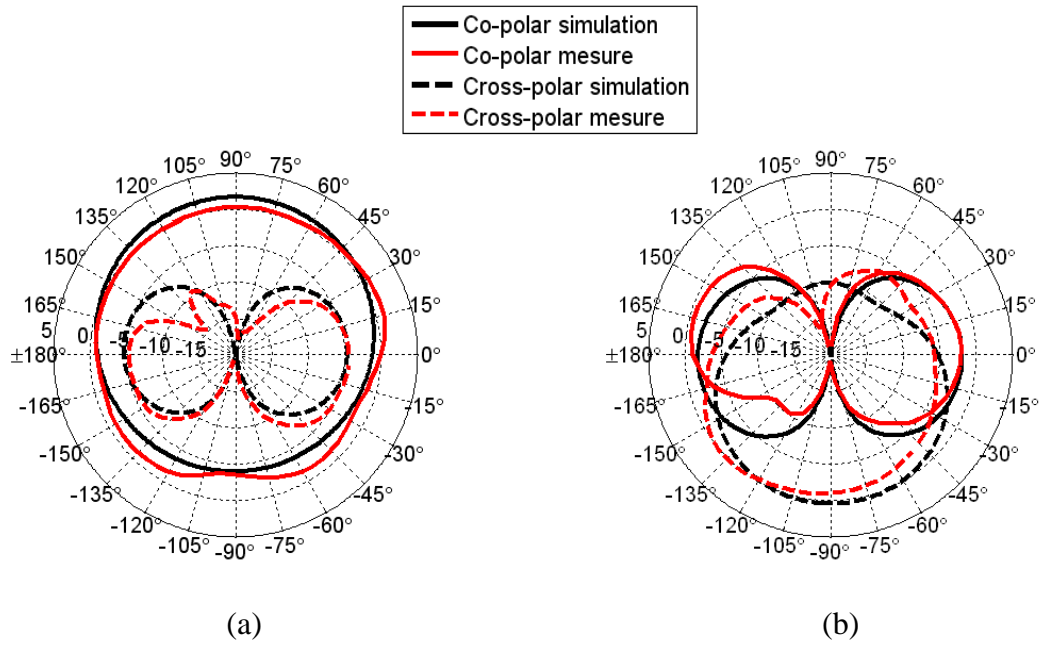 Co-polar simulation
Co-polar mesure
Cross-polar simulation
Cross-polar mesure
90°
105° 75°
120° 60°
135° 45°
150° 30°
165° 15°
5 0 -5 -10 -15
±180° 0°
-165° -15°
-150° -30°
-135° -45°
-120° -60°
-105° -90° -75°
(a)
90°
105° 75°
120° 60°
135° 45°
150° 30°
165° 15°
5 0 -5 -10 -15
±180° 0°
-165° -15°
-150° -30°
-135° -45°
-120° -60°
-105° -90° -75°
(b)